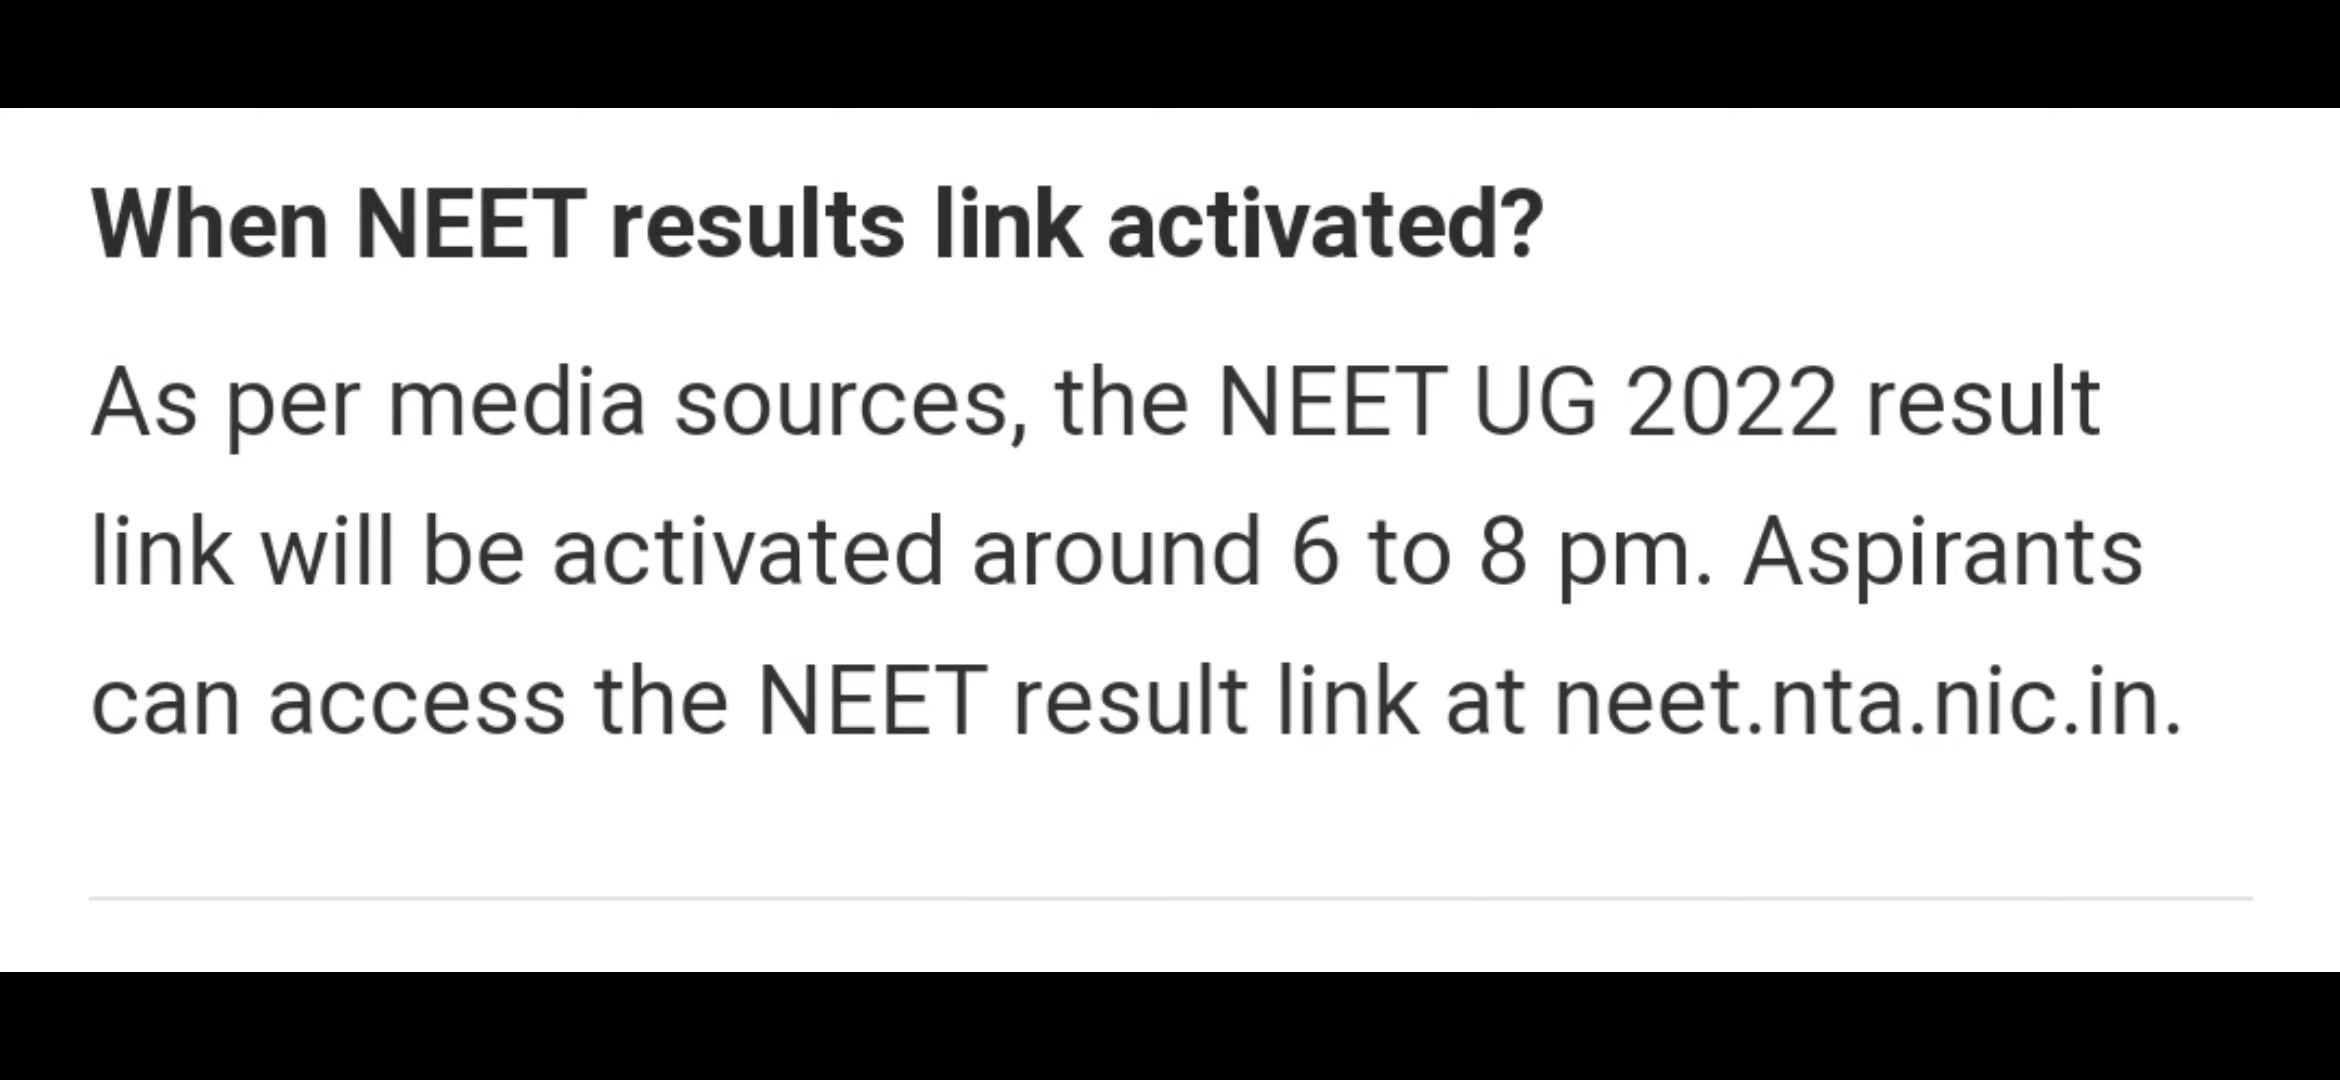 When NEET results link activated?
As per media sources, the NEET UG 2022 result
link will be activated around 6 to 8 pm. Aspirants
can access the NEET result link at neet.nta.nic.in.